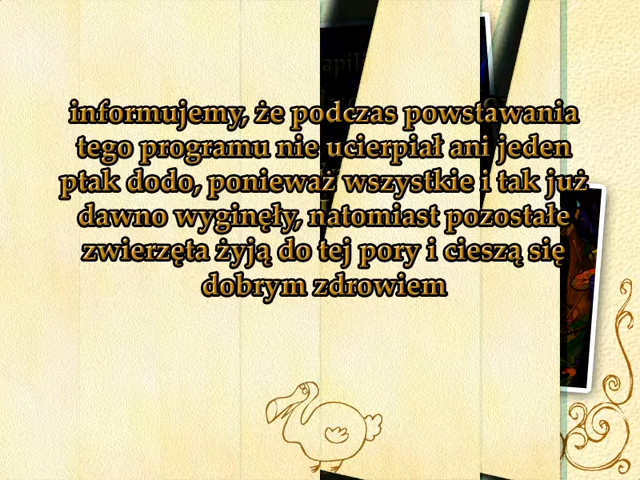 informujemy, że podczas powstawania
tego programu nie ucierpiał ani jeden
ptak dodo, ponieważ wszystkie i tak już
dawno wyginęły, natomiast pozostałe
zwierzęta żyją do tej pory i cieszą się
dobrym zdrowiem